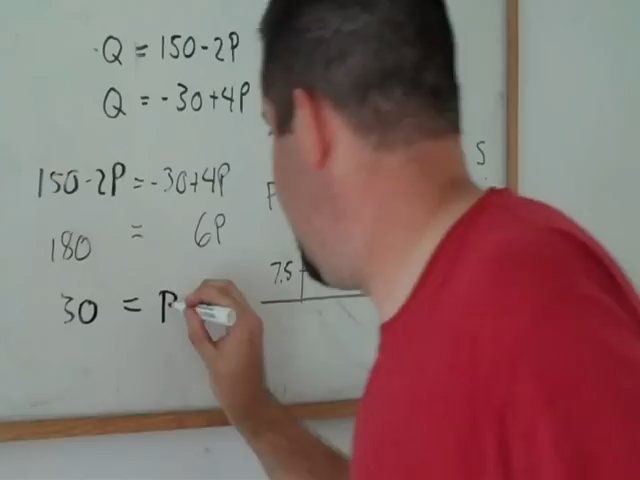 Q = 150-2P
Q = -30+4P
150-2P = -30+4P
180 = 6P
30 = P
P
S
7.5